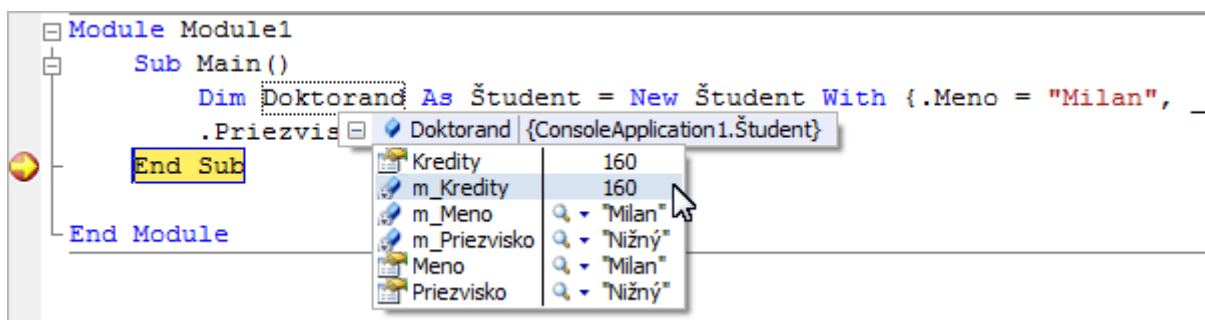 Module Module1
Sub Main()
Dim Doktorand As Študent = New Študent With {.Meno = "Milan", _
.Priezvis
Doktorand {ConsoleApplication1.Študent}
End Sub
Kredity 160
m_Kredity 160
m_Meno "Milan"
End Module
m_Priezvisko "Nižný"
Meno "Milan"
Priezvisko "Nižný"